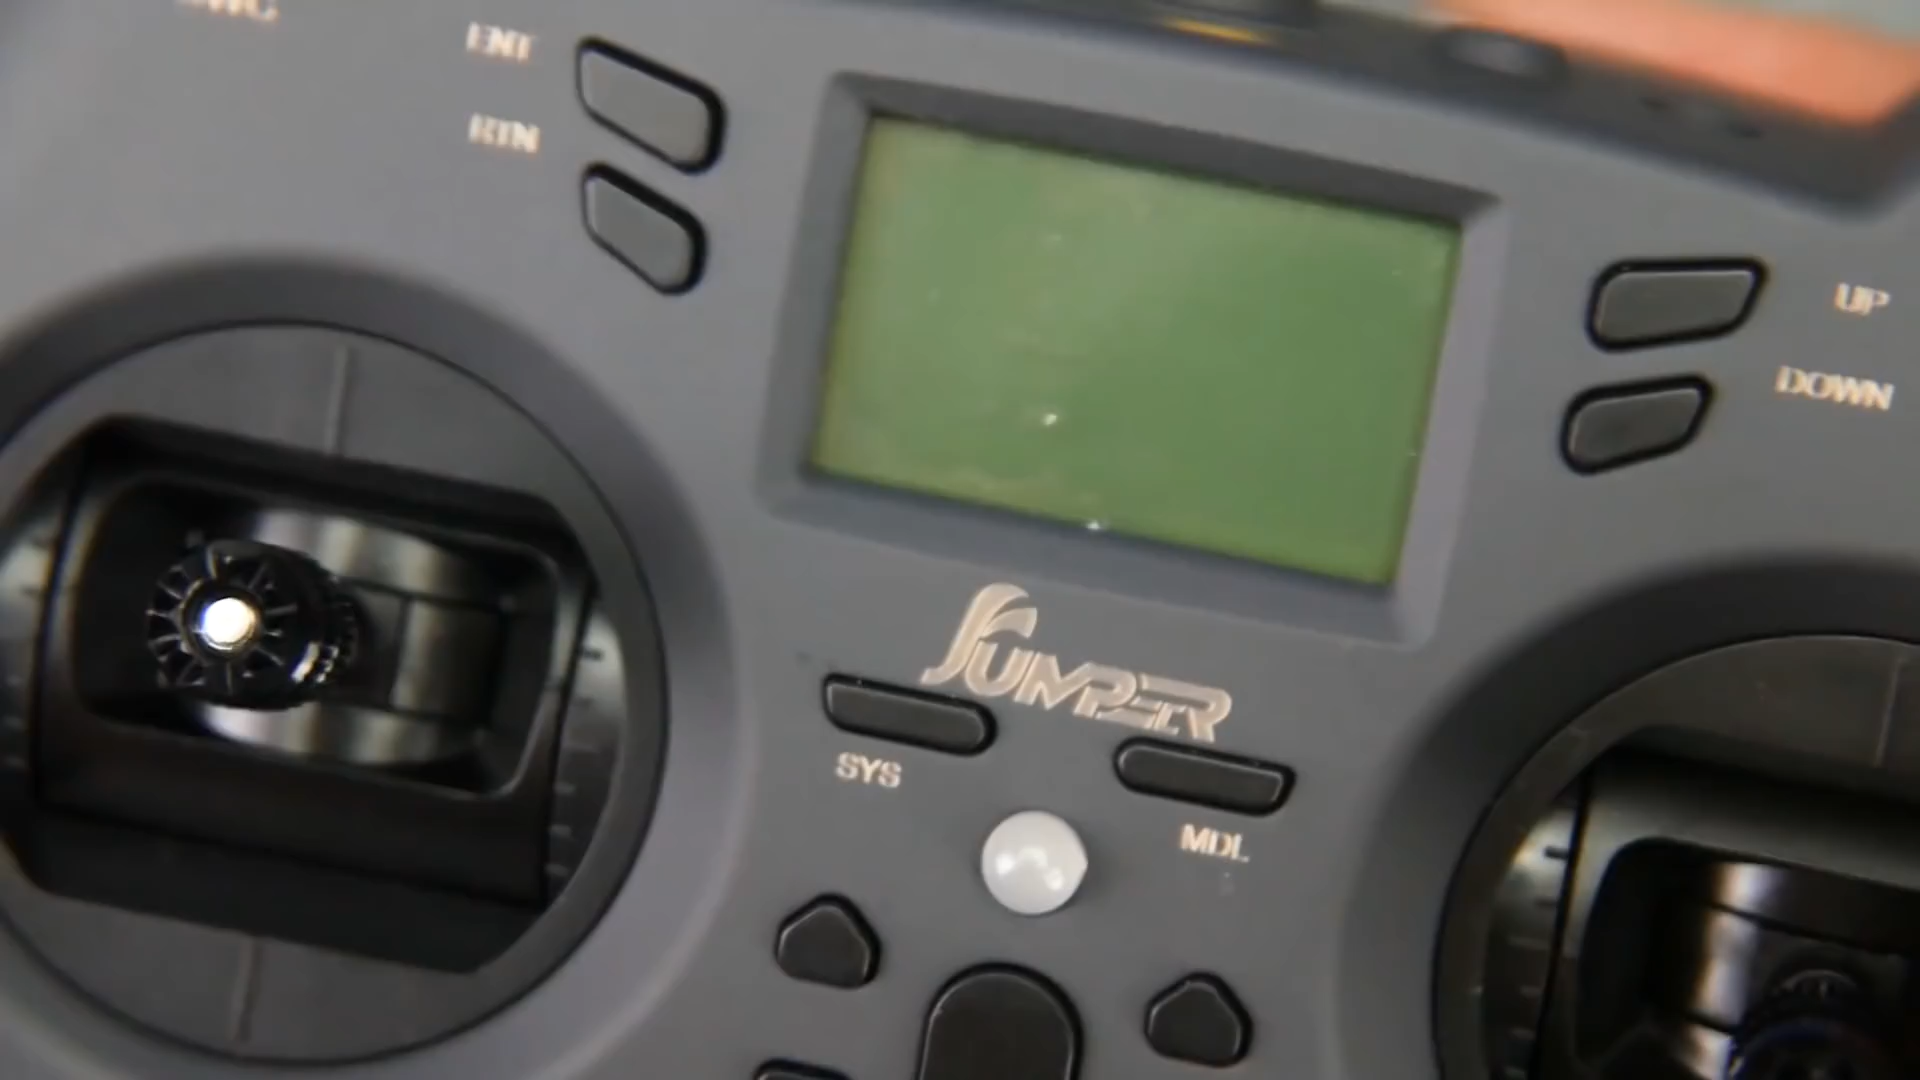 ENT
RTN
UP
DOWN
JUMPER
SYS
MDL